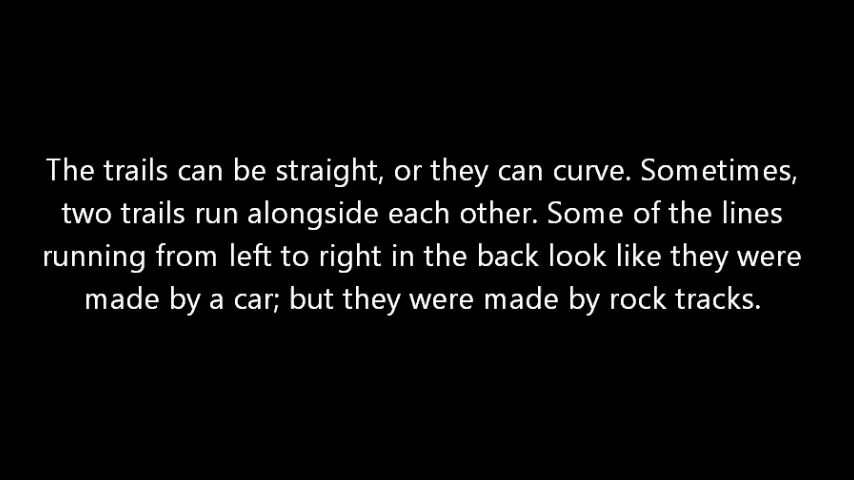 The trails can be straight, or they can curve. Sometimes,
two trails run alongside each other. Some of the lines
running from left to right in the back look like they were
made by a car; but they were made by rock tracks.